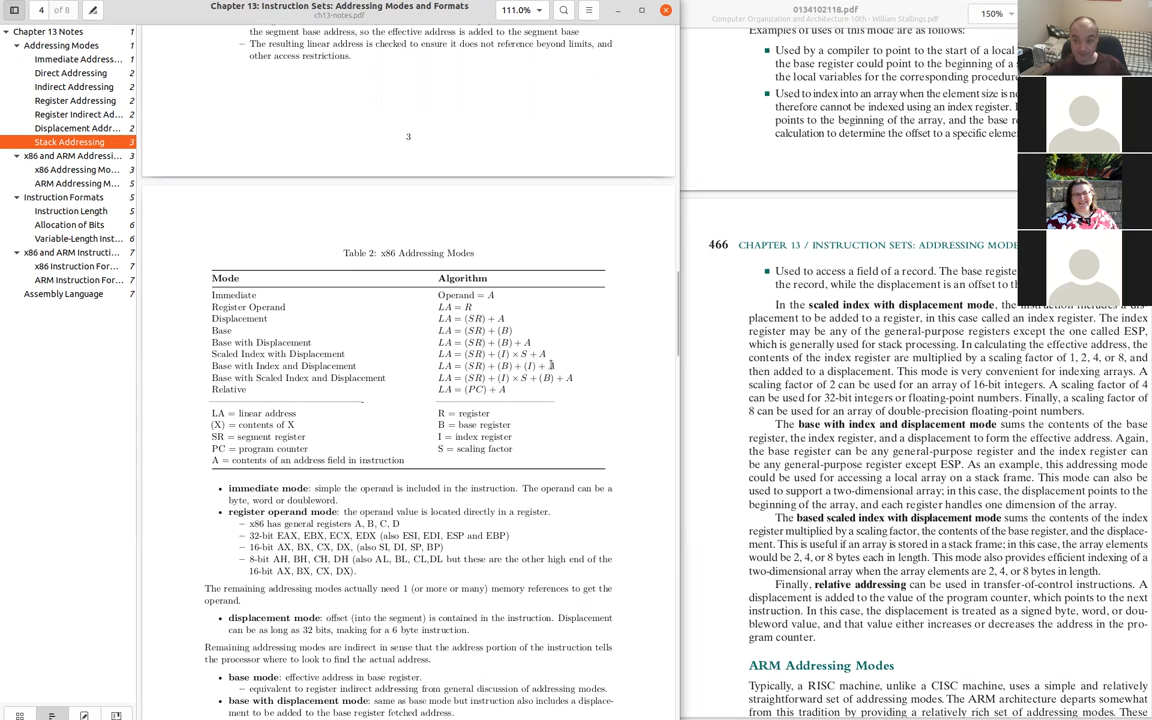 4 of 8
Chapter 13: Instruction Sets: Addressing Modes and Formats
ch13-notes.pdf
111.0%
0134102118.pdf
Computer Organization and Architecture 10th - William Stallings.pdf
150%
Chapter 13 Notes 1
Addressing Modes 1
Immediate Address... 1
Direct Addressing 2
Indirect Addressing 2
Register Addressing 2
Register Indirect Ad... 2
Displacement Addr... 2
Stack Addressing 3
x86 and ARM Addressi... 3
x86 Addressing Mo... 3
ARM Addressing M... 5
Instruction Formats 5
Instruction Length 5
Allocation of Bits 6
Variable-Length Inst... 6
x86 and ARM Instructi... 7
x86 Instruction For... 7
ARM Instruction For... 7
Assembly Language 7
the segment base address, so the effective address is added to the segment base
– The resulting linear address is checked to ensure it does not reference beyond limits, and
other access restrictions.
3
Table 2: x86 Addressing Modes
Mode Algorithm
Immediate Operand = A
Register Operand LA = R
Displacement LA = (SR) + A
Base LA = (SR) + (B)
Base with Displacement LA = (SR) + (B) + A
Scaled Index with Displacement LA = (SR) + (I) × S + A
Base with Index and Displacement LA = (SR) + (B) + (I) + A
Base with Scaled Index and Displacement LA = (SR) + (I) × S + (B) + A
Relative LA = (PC) + A
LA = linear address R = register
(X) = contents of X B = base register
SR = segment register I = index register
PC = program counter S = scaling factor
A = contents of an address field in instruction
• immediate mode: simple the operand is included in the instruction. The operand can be a
byte, word or doubleword.
• register operand mode: the operand value is located directly in a register.
– x86 has general registers A, B, C, D
– 32-bit EAX, EBX, ECX, EDX (also ESI, EDI, ESP and EBP)
– 16-bit AX, BX, CX, DX, (also SI, DI, SP, BP)
– 8-bit AH, BH, CH, DH (also AL, BL, CL,DL but these are the other high end of the
16-bit AX, BX, CX, DX).
The remaining addressing modes actually need 1 (or more or many) memory references to get the
operand.
• displacement mode: offset (into the segment) is contained in the instruction. Displacement
can be as long as 32 bits, making for a 6 byte instruction.
Remaining addressing modes are indirect in sense that the address portion of the instruction tells
the processor where to look to find the actual address.
• base mode: effective address in base register.
– equivalent to register indirect addressing from general discussion of addressing modes.
• base with displacement mode: same as base mode but instruction also includes a displace-
ment to be added to the base register fetched address.
Examples of uses of this mode are as follows:
■ Used by a compiler to point to the start of a local
the base register could point to the beginning of a
the local variables for the corresponding procedure
■ Used to index into an array when the element size is
therefore cannot be indexed using an index register.
points to the beginning of the array, and the base
calculation to determine the offset to a specific
466 CHAPTER 13 / INSTRUCTION SETS: ADDRESSING
■ Used to access a field of a record. The base
the record, while the displacement is an offset to
In the scaled index with displacement mode, the instruction includes a dis-
placement to be added to a register, in this case called an index register. The index
register may be any of the general-purpose registers except the one called ESP,
which is generally used for stack processing. In calculating the effective address, the
contents of the index register are multiplied by a scaling factor of 1, 2, 4, or 8, and
then added to a displacement. This mode is very convenient for indexing arrays. A
scaling factor of 2 can be used for an array of 16-bit integers. A scaling factor of 4
can be used for 32-bit integers or floating-point numbers. Finally, a scaling factor of
8 can be used for an array of double-precision floating-point numbers.
The base with index and displacement mode sums the contents of the base
register, the index register, and a displacement to form the effective address. Again,
the base register can be any general-purpose register and the index register can
be any general-purpose register except ESP. As an example, this addressing mode
could be used for accessing a local array on a stack frame. This mode can also be
used to support a two-dimensional array; in this case, the displacement points to the
beginning of the array, and each register handles one dimension of the array.
The based scaled index with displacement mode sums the contents of the index
register multiplied by a scaling factor, the contents of the base register, and the displace-
ment. This is useful if an array is stored in a stack frame; in this case, the array elements
would be 2, 4, or 8 bytes each in length. This mode also provides efficient indexing of a
two-dimensional array when the array elements are 2, 4, or 8 bytes in length.
Finally, relative addressing can be used in transfer-of-control instructions. A
displacement is added to the value of the program counter, which points to the next
instruction. In this case, the displacement is treated as a signed byte, word, or dou-
bleword value, and that value either increases or decreases the address in the pro-
gram counter.
ARM Addressing Modes
Typically, a RISC machine, unlike a CISC machine, uses a simple and relatively
straightforward set of addressing modes. The ARM architecture departs somewhat
from this tradition by providing a relatively rich set of addressing modes. These